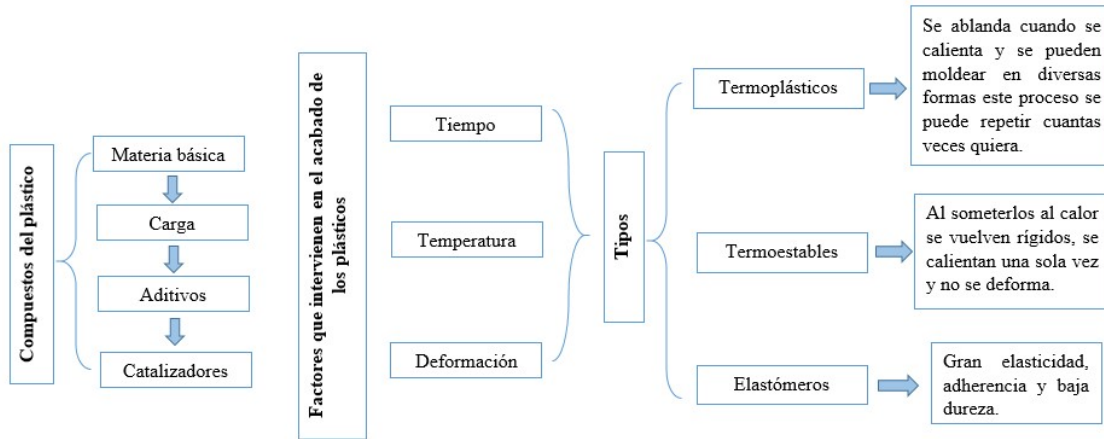 Compuestos del plástico
Materia básica
Carga
Aditivos
Catalizadores
Factores que intervienen en el acabado de
los plásticos
Tiempo
Temperatura
Deformación
Tipos
Termoplásticos
Se ablanda cuando se
calienta y se pueden
moldear en diversas
formas este proceso se
puede repetir cuantas
veces quiera.
Termoestables
Al someterlos al calor
se vuelven rígidos, se
calientan una sola vez
y no se deforma.
Elastómeros
Gran elasticidad,
adherencia y baja
dureza.